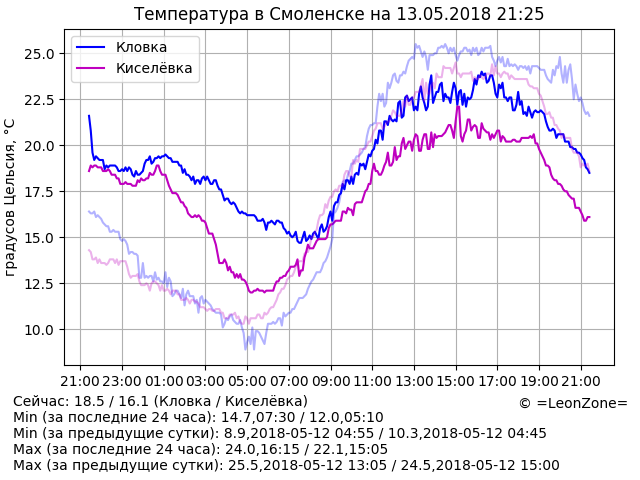 Температура в Смоленске на 13.05.2018 21:25
Кловка
Киселёвка
градусов Цельсия, °C
25.0
22.5
20.0
17.5
15.0
12.5
10.0
21:00 23:00 01:00 03:00 05:00 07:00 09:00 11:00 13:00 15:00 17:00 19:00 21:00
Сейчас: 18.5 / 16.1 (Кловка / Киселёвка)
© =LeonZone=
Min (за последние 24 часа): 14.7,07:30 / 12.0,05:10
Min (за предыдущие сутки): 8.9,2018-05-12 04:55 / 10.3,2018-05-12 04:45
Max (за последние 24 часа): 24.0,16:15 / 22.1,15:05
Max (за предыдущие сутки): 25.5,2018-05-12 13:05 / 24.5,2018-05-12 15:00